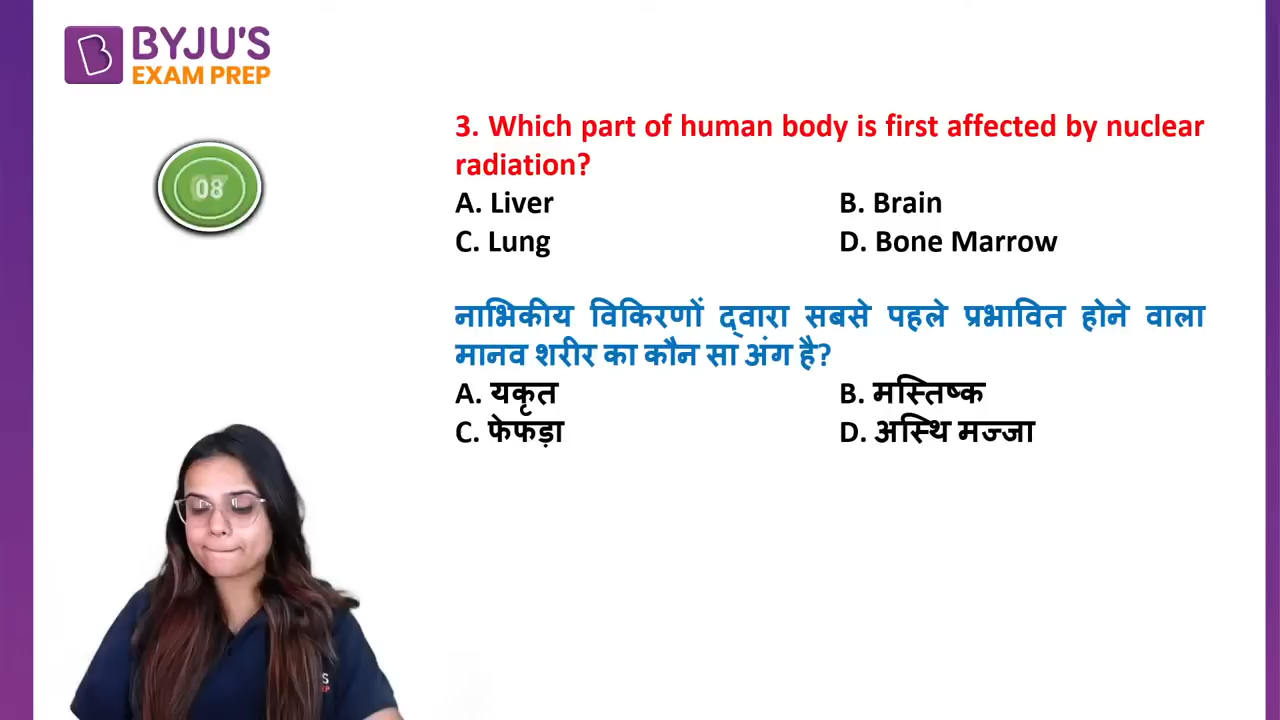 BYJU'S
EXAM PREP
3. Which part of human body is first affected by nuclear
radiation?
A. Liver B. Brain
C. Lung D. Bone Marrow
नाभिकीय विकिरणों द्वारा सबसे पहले प्रभावित होने वाला
मानव शरीर का कौन सा अंग है?
A. यकृत B. मस्तिष्क
C. फेफड़ा D. अस्थि मज्जा